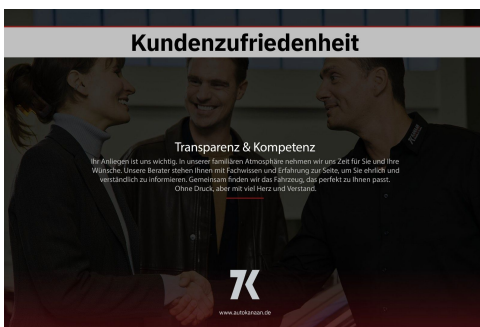 Kundenzufriedenheit
Transparenz & Kompetenz
Ihr Anliegen ist uns wichtig. In unserer familiären Atmosphäre nehmen wir uns Zeit für Sie und Ihre
Wünsche. Unsere Berater stehen Ihnen mit Fachwissen und Erfahrung zur Seite, um Sie ehrlich und
verständlich zu informieren. Gemeinsam finden wir das Fahrzeug, das perfekt zu Ihnen passt.
Ohne Druck, aber mit viel Herz und Verstand.
7K
www.autokanaan.de